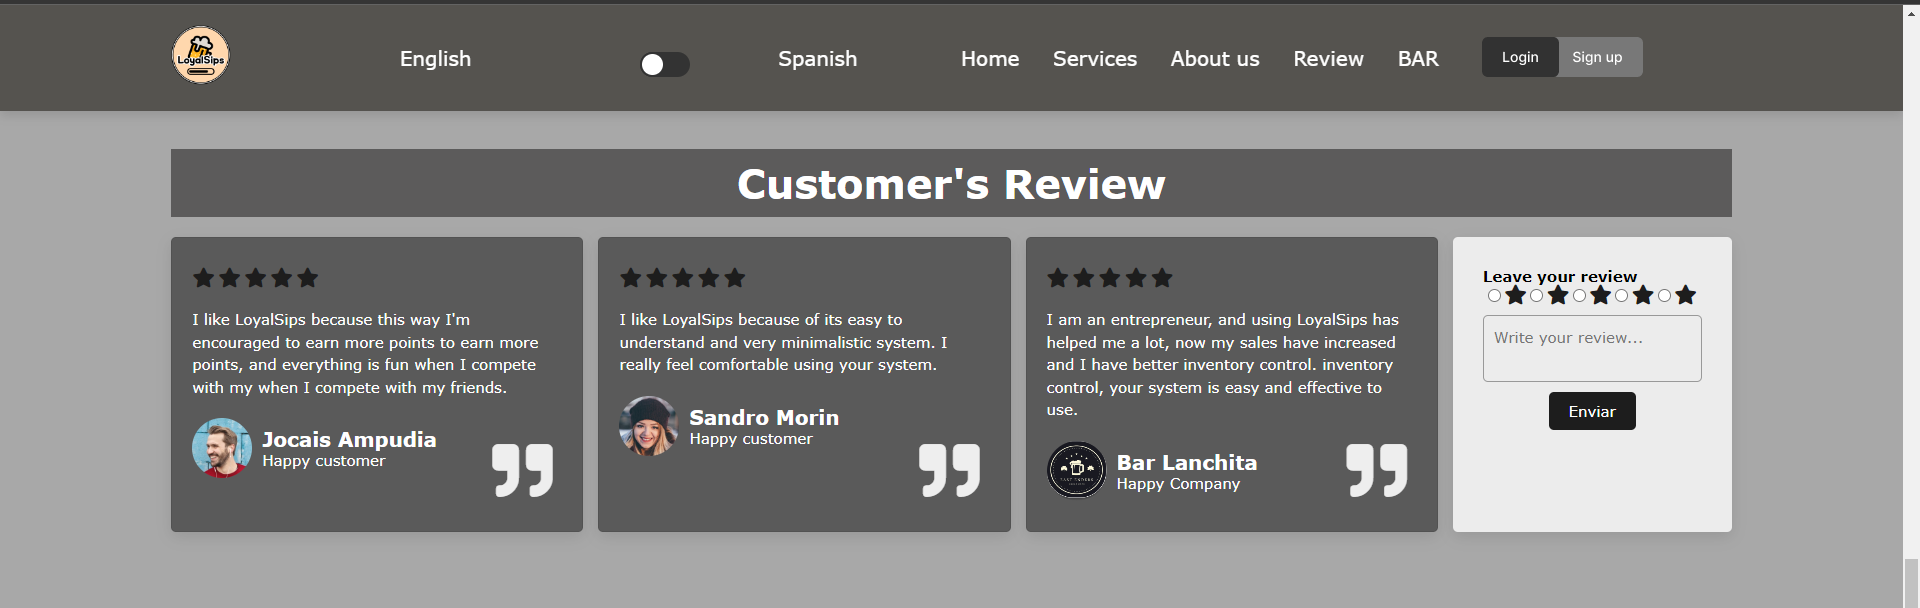 LoyalSips
English
Spanish
Home
Services
About us
Review
BAR
Login
Sign up
Customer's Review
I like LoyalSips because this way I'm
encouraged to earn more points to earn more
points, and everything is fun when I compete
with my when I compete with my friends.
Jocais Ampudia
Happy customer
I like LoyalSips because of its easy to
understand and very minimalistic system. I
really feel comfortable using your system.
Sandro Morin
Happy customer
I am an entrepreneur, and using LoyalSips has
helped me a lot, now my sales have increased
and I have better inventory control. inventory
control, your system is easy and effective to
use.
Bar Lanchita
Happy Company
Leave your review
Write your review...
Enviar